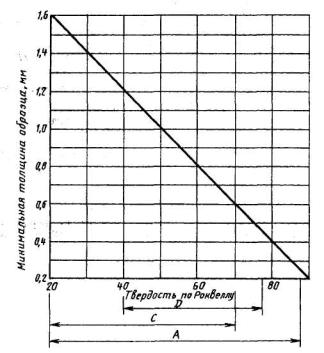 Минимальная толщина образца, мм
1,6
1,4
1,2
1,0
0,8
0,6
0,4
0,2
20
40
60
80
Твердость по Роквеллу
D
C
A